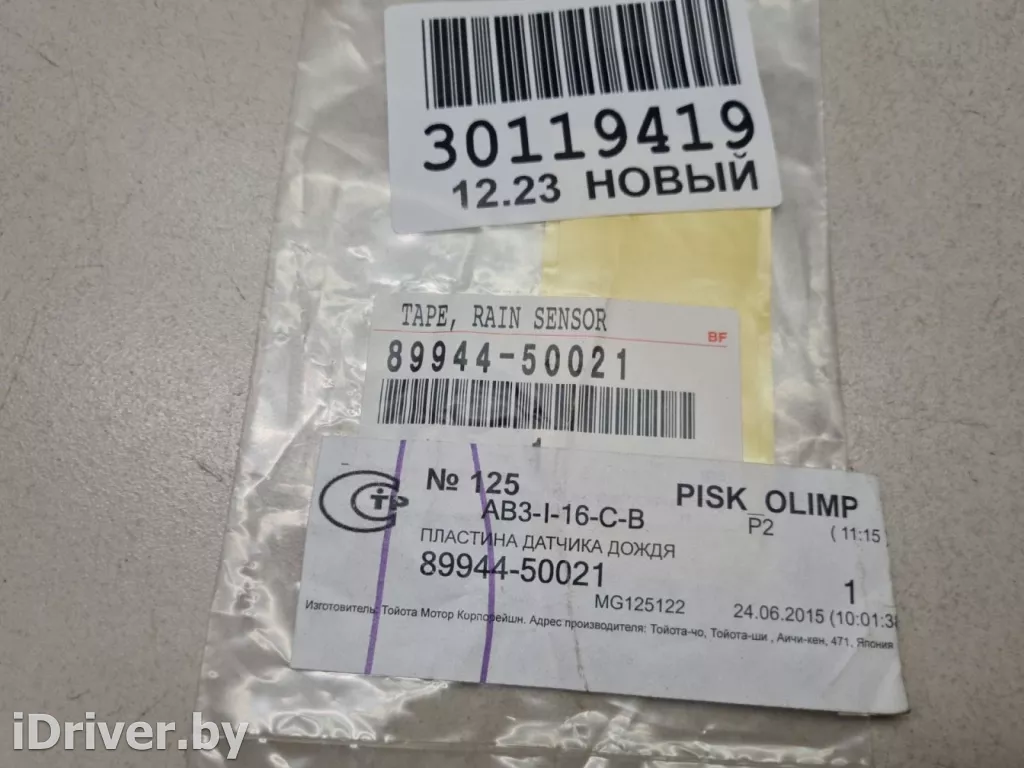 30119419
12.23 НОВЫЙ
TAPE, RAIN SENSOR
BF
89944-50021
№ 125
PISK_OLIMP
АВ3-I-16-С-В
P2
(11:15)
ПЛАСТИНА ДАТЧИКА ДОЖДЯ
89944-50021
1
MG125122
24.06.2015 (10:01:38
Изготовитель: Тойота Мотор Корпорейшн. Адрес производителя: Тойота-чо, Тойота-ши , Аичи-кен, 471, Япония
iDriver.by